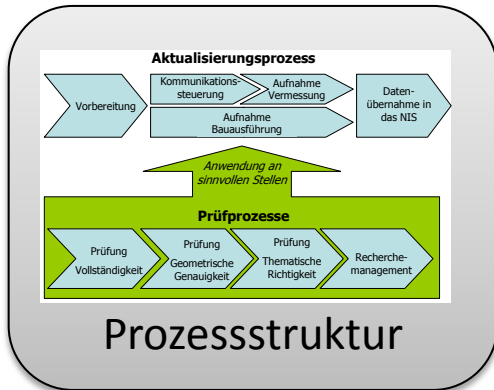 Aktualisierungsprozess
Vorbereitung
Kommunikations-
steuerung
Aufnahme
Vermessung
Aufnahme
Bauausführung
Daten-
übernahme in
das NIS
Anwendung an
sinnvollen Stellen
Prüfprozesse
Prüfung
Vollständigkeit
Prüfung
Geometrische
Genauigkeit
Prüfung
Thematische
Richtigkeit
Recherche-
management
Prozessstruktur